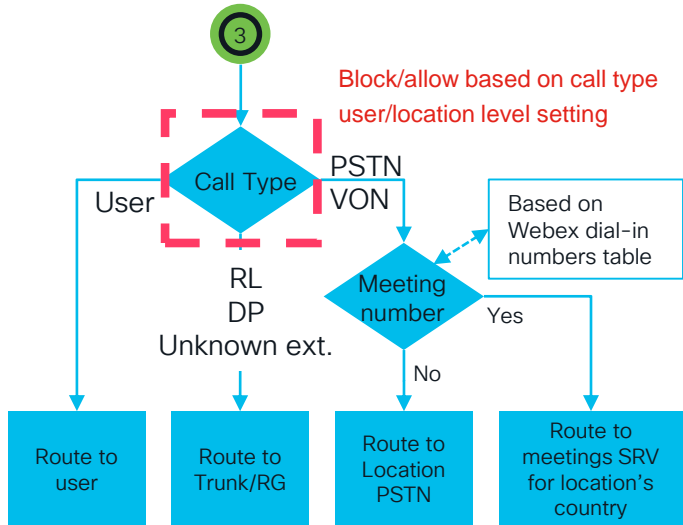 3
Block/allow based on call type
user/location level setting
Call Type
User
PSTN
VON
Based on
Webex dial-in
numbers table
RL
DP
Unknown ext.
Meeting
number
Yes
No
Route to
user
Route to
Trunk/RG
Route to
Location
PSTN
Route to
meetings SRV
for location's
country